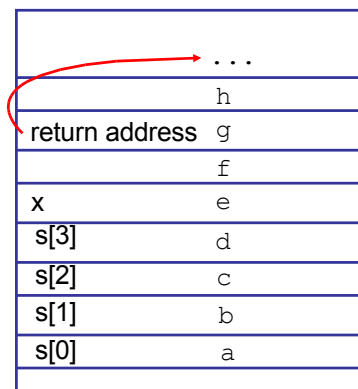 ...
h
return address g
f
x e
s[3] d
s[2] c
s[1] b
s[0] a